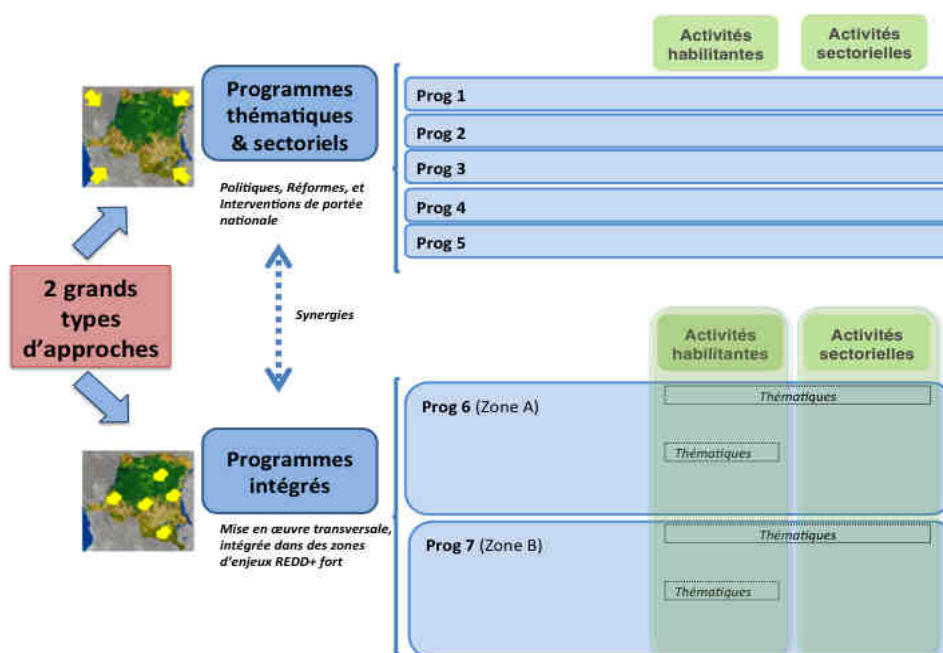 Activités
habilitantes
Activités
sectorielles
Programmes
thématiques
& sectoriels
Politiques, Réformes, et
Interventions de portée
nationale
Prog 1
Prog 2
Prog 3
Prog 4
Prog 5
2 grands
types
d'approches
Synergies
Activités
habilitantes
Activités
sectorielles
Programmes
intégrés
Mise en œuvre transversale,
intégrée dans des zones
d'enjeux REDD+ fort
Prog 6 (Zone A)
Thématiques
Thématiques
Prog 7 (Zone B)
Thématiques
Thématiques